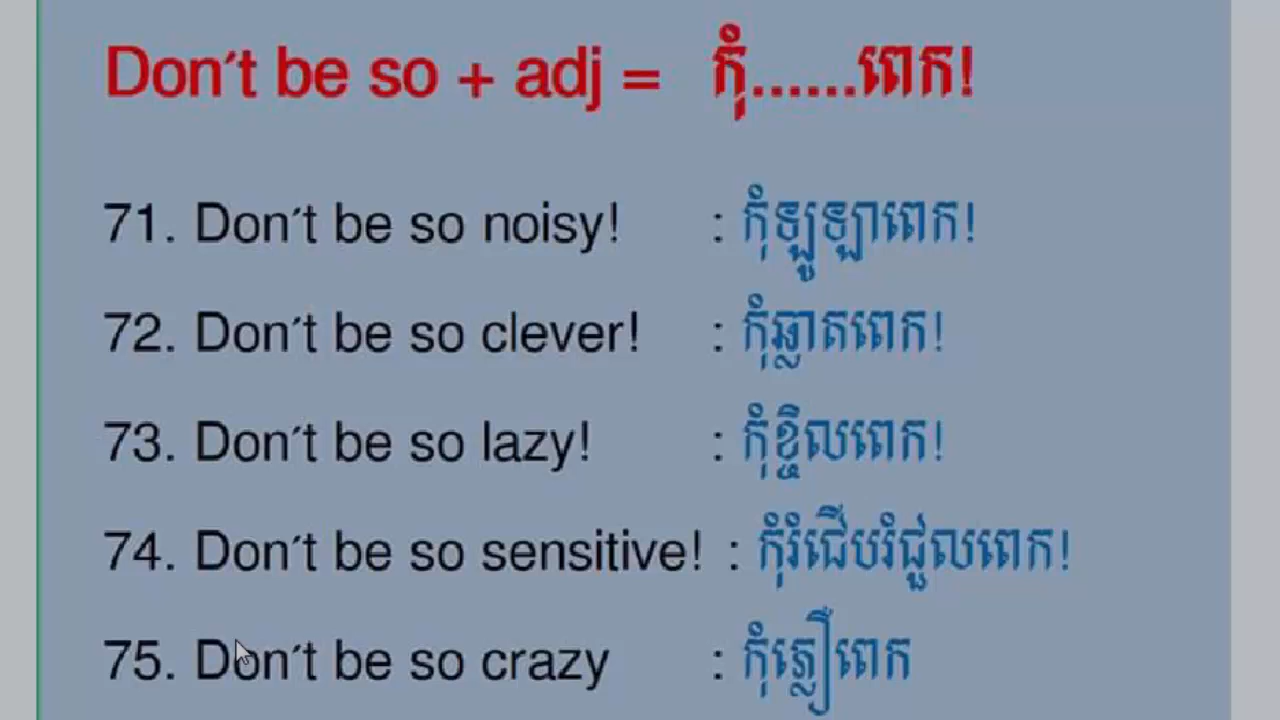 Don´t be so + adj = កុំ......ពេក!
71. Don´t be so noisy! : កុំឡូឡាពេក!
72. Don´t be so clever! : កុំឆ្លាតពេក!
73. Don´t be so lazy! : កុំខ្ជិលពេក!
74. Don´t be so sensitive! : កុំរំជើបរំជួលពេក!
75. Don´t be so crazy : កុំភ្លើពេក